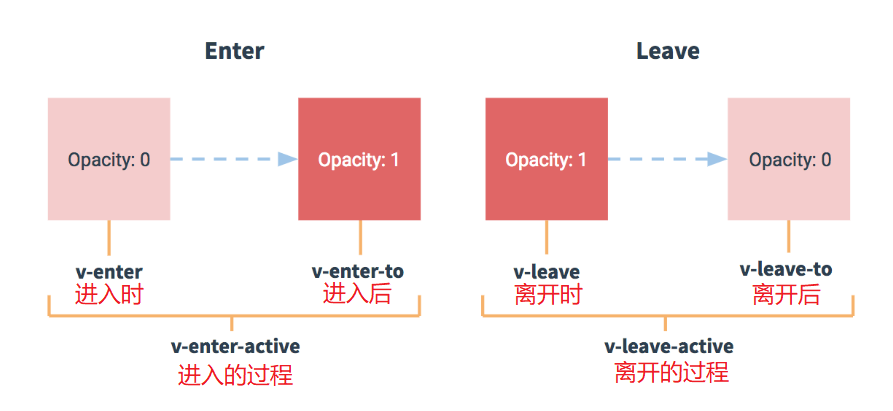 Enter
Leave
Opacity: 0
Opacity: 1
Opacity: 1
Opacity: 0
v-enter
v-enter-to
v-leave
v-leave-to
进入时
进入后
离开时
离开后
v-enter-active
v-leave-active
进入的过程
离开的过程